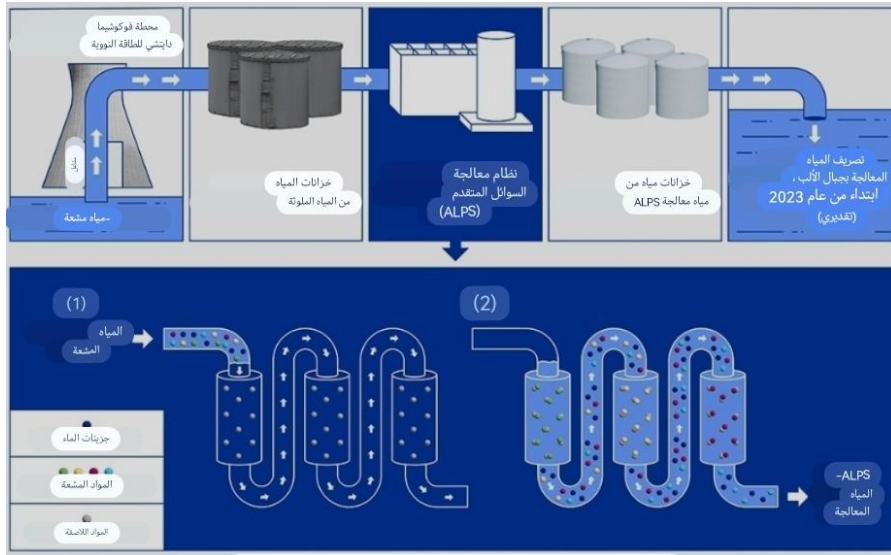 محطة فوكوشيما
دايتشي للطاقة النووية
مياه مشعة-
خزانات المياه
من المياه الملوثة
نظام معالجة
السوائل المتقدم
(ALPS)
خزانات مياه من
مياه معالجة ALPS
تصريف المياه
المعالجة بجبال الألب ،
ابتداء من عام 2023
(تقديري)
(1)
المياه
المشعة
(2)
جزيئات الماء
المواد المشعة
المواد اللاصقة
ALPS-
المياه
المعالجة